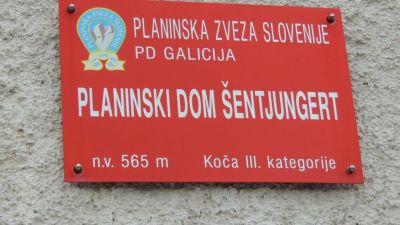 PLANINSKA ZVEZA SLOVENIJE
PD GALICIJA
PLANINSKI DOM ŠENTJUNGERT
n.v. 565 m Koča III. kategorije